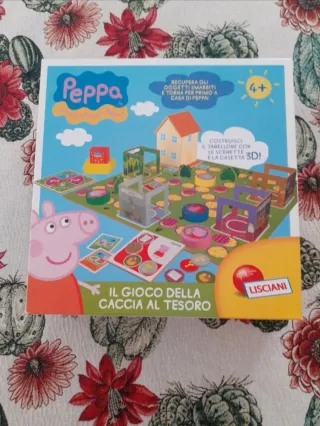 Peppa
RECUPERA GLI
OGGETTI SMARRITI
E TORNA PER PRIMO A
CASA DI PEPPA!
4+
COSTRUISCI
IL TABELLONE CON
LE SCENETTE
E LA CASETTA 3D!
IL GIOCO DELLA
CACCIA AL TESORO
LISCIANI